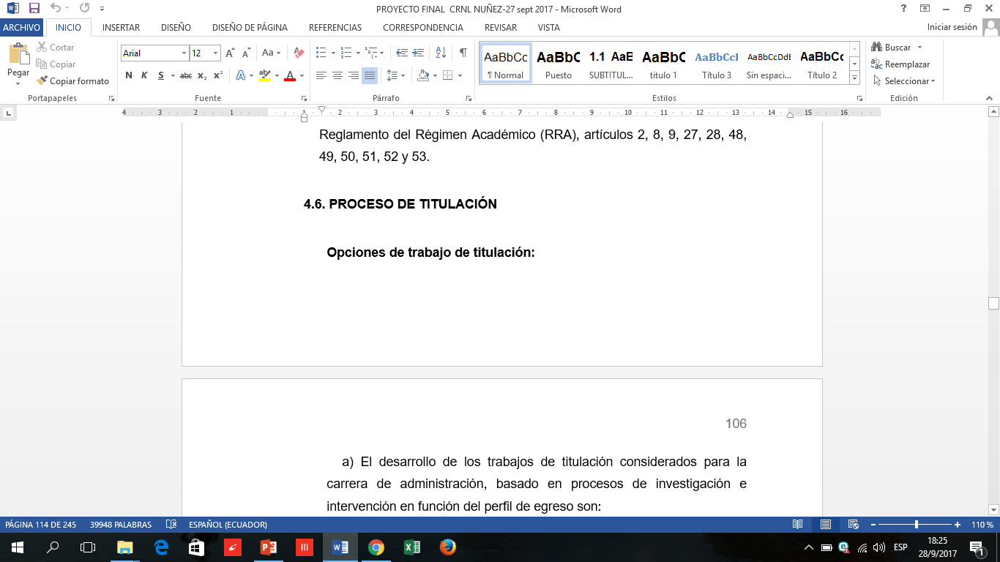 PROYECTO FINAL CRNL NUÑEZ-27 sept 2017 - Microsoft Word
ARCHIVO INICIO INSERTAR DISEÑO DISEÑO DE PÁGINA REFERENCIAS CORRESPONDENCIA REVISAR VISTA Iniciar sesión
Pegar
Cortar
Copiar
Copiar formato
Portapapeles
Arial 12
N K S abc x₂ x²
Fuente
Párrafo
AaBbCc AaBbC 1.1 AaB AaBbC AaBbCcI AaBbCcDdE AaBbCc
¶ Normal Puesto SUBTITUL... titulo 1 Título 3 Sin espaci... Título 2
Estilos
Buscar
Reemplazar
Seleccionar
Edición
4 3 2 1 1 2 3 4 5 6 7 8 9 10 11 12 13 14 15 16
Reglamento del Régimen Académico (RRA), artículos 2, 8, 9, 27, 28, 48,
49, 50, 51, 52 y 53.
4.6. PROCESO DE TITULACIÓN
Opciones de trabajo de titulación:
106
a) El desarrollo de los trabajos de titulación considerados para la
carrera de administración, basado en procesos de investigación e
intervención en función del perfil de egreso son:
PÁGINA 114 DE 245 39948 PALABRAS ESPAÑOL (ECUADOR) 110 %
ESP 18:25
28/9/2017 1